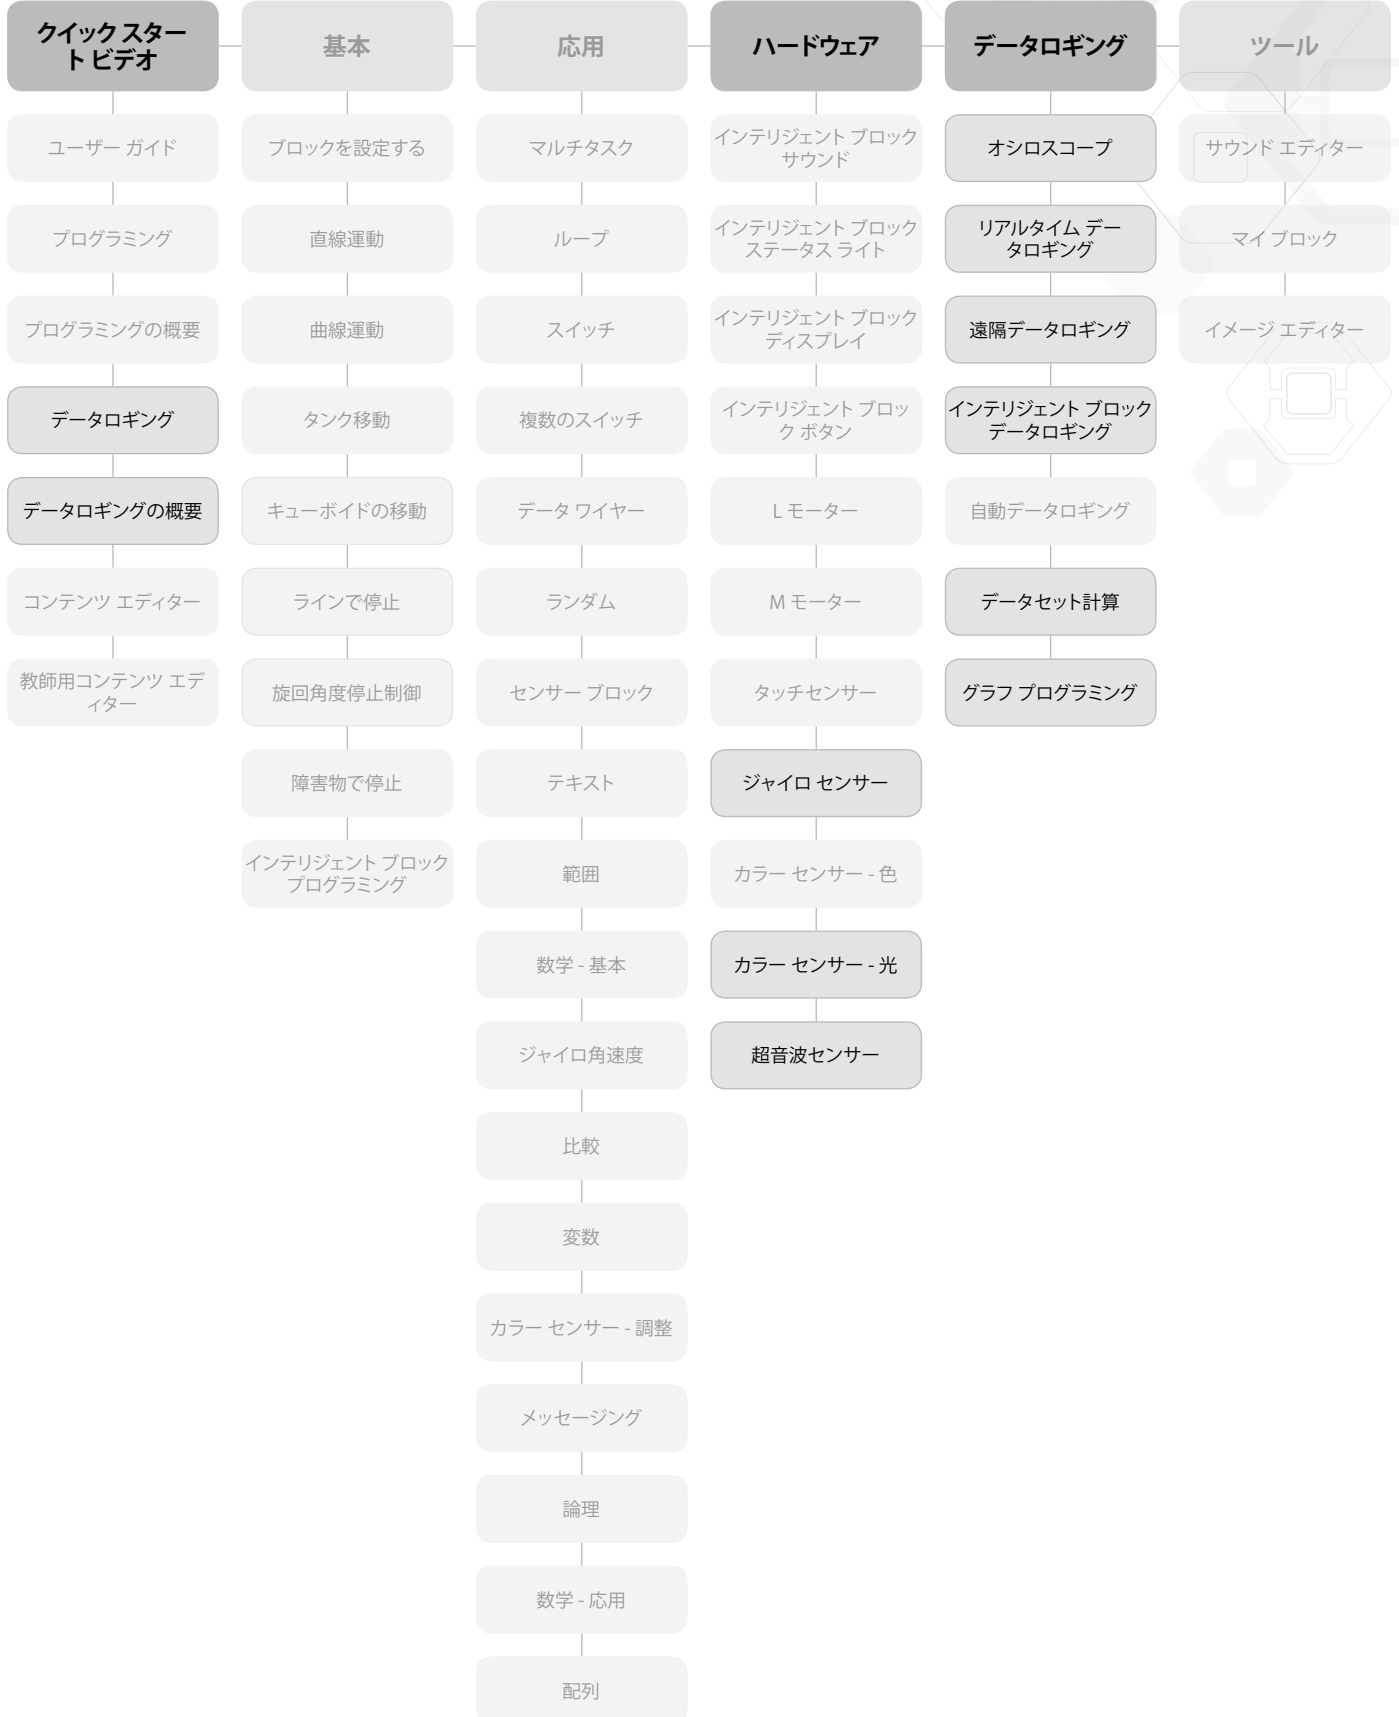 クイック スター
ト ビデオ
ユーザー ガイド
プログラミング
プログラミングの概要
データロギング
データロギングの概要
コンテンツ エディター
教師用コンテンツ エデ
ィター
基本
ブロックを設定する
直線運動
曲線運動
タンク移動
キューボイドの移動
ラインで停止
旋回角度停止制御
障害物で停止
インテリジェント ブロック
プログラミング
応用
マルチタスク
ループ
スイッチ
複数のスイッチ
データ ワイヤー
ランダム
センサー ブロック
テキスト
範囲
数学 - 基本
ジャイロ角速度
比較
変数
カラー センサー - 調整
メッセージング
論理
数学 - 応用
配列
ハードウェア
インテリジェント ブロック
サウンド
インテリジェント ブロック
ステータス ライト
インテリジェント ブロック
ディスプレイ
インテリジェント ブロッ
ク ボタン
L モーター
M モーター
タッチセンサー
ジャイロ センサー
カラー センサー - 色
カラー センサー - 光
超音波センサー
データロギング
オシロスコープ
リアルタイム デー
タロギング
遠隔データロギング
インテリジェント ブロック
データロギング
自動データロギング
データセット計算
グラフ プログラミング
ツール
サウンド エディター
マイ ブロック
イメージ エディター